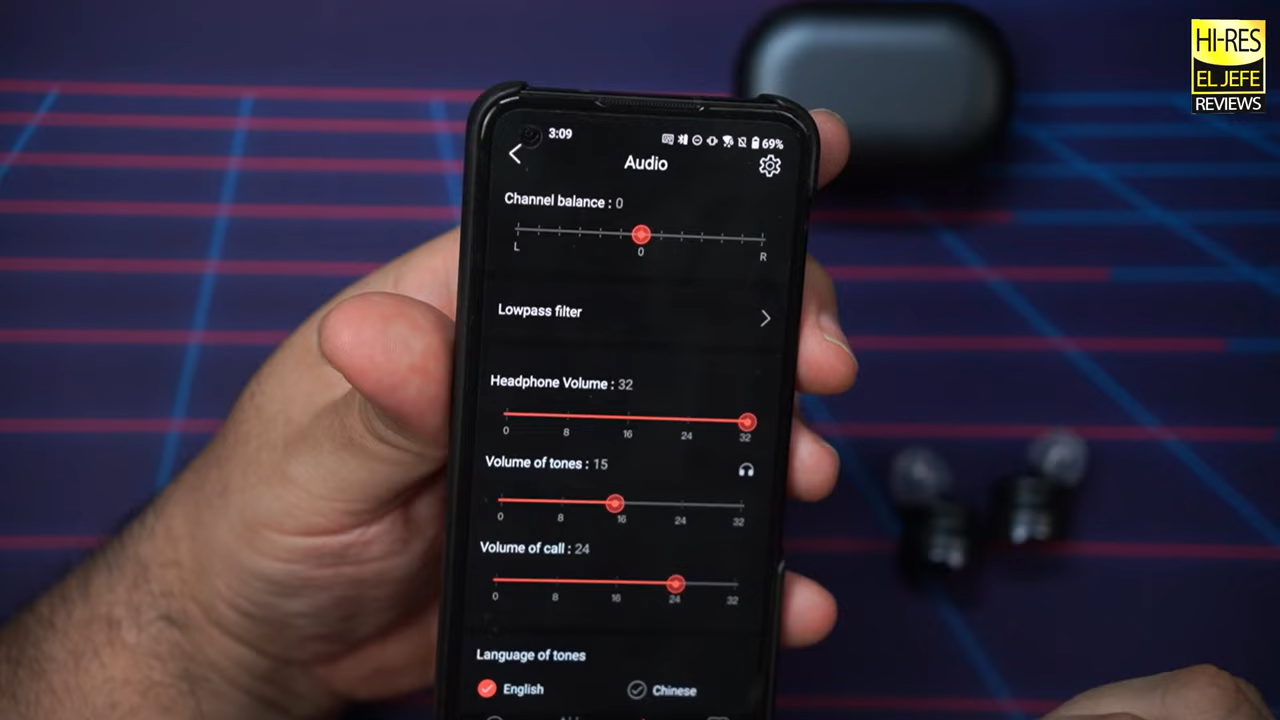 HI-RES
EL JEFE
REVIEWS
3:09
69%
Audio
Channel balance : 0
L
0
R
Lowpass filter
Headphone Volume : 32
0 8 16 24 32
Volume of tones : 15
0 8 16 24 32
Volume of call : 24
0 8 16 24 32
Language of tones
English
Chinese